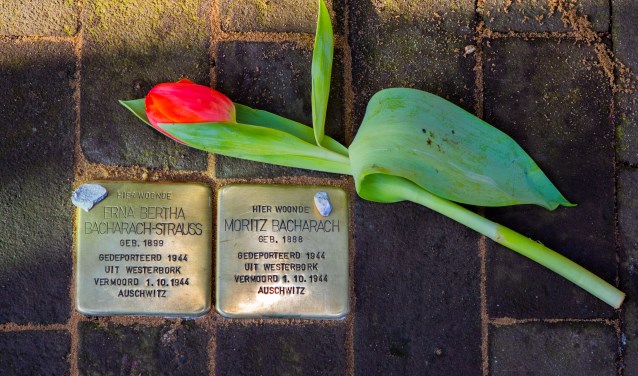 HIER WOONDE
ERNA BERTHA
BACHARACH-STRAUSS
GEB. 1899
GEDEPORTEERD 1944
UIT WESTERBORK
VERMOORD 1.10.1944
AUSCHWITZ
HIER WOONDE
MORITZ BACHARACH
GEB. 1888
GEDEPORTEERD 1944
UIT WESTERBORK
VERMOORD 1.10.1944
AUSCHWITZ